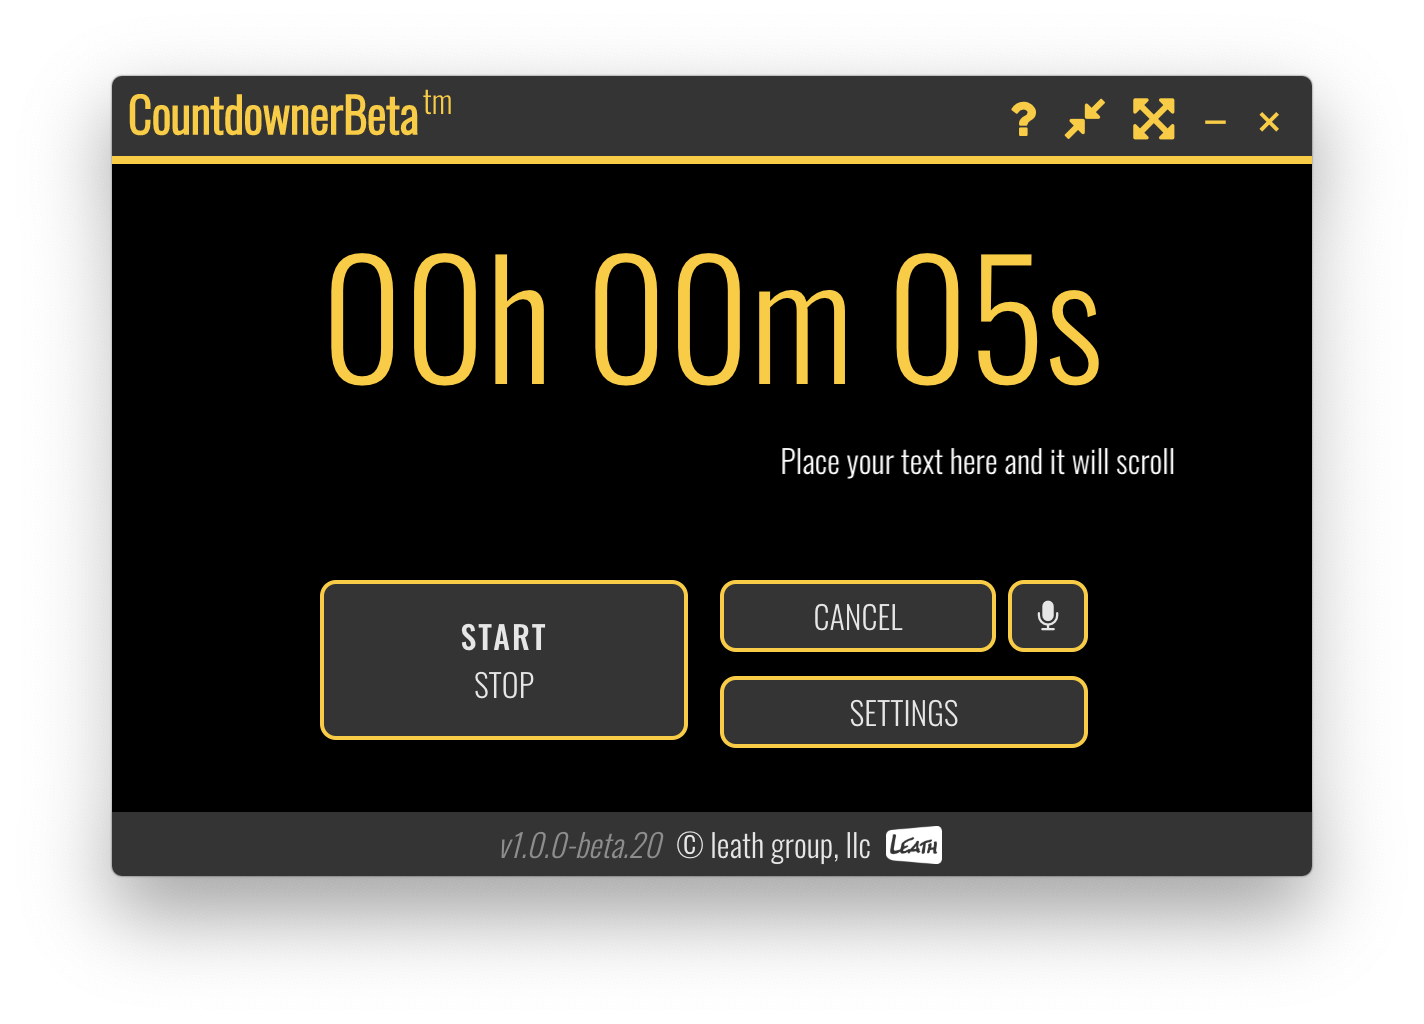 CountdownerBeta tm
00h 00m 05s
Place your text here and it will scroll
START
STOP
CANCEL
SETTINGS
v1.0.0-beta.20 © leath group, llc LEATH